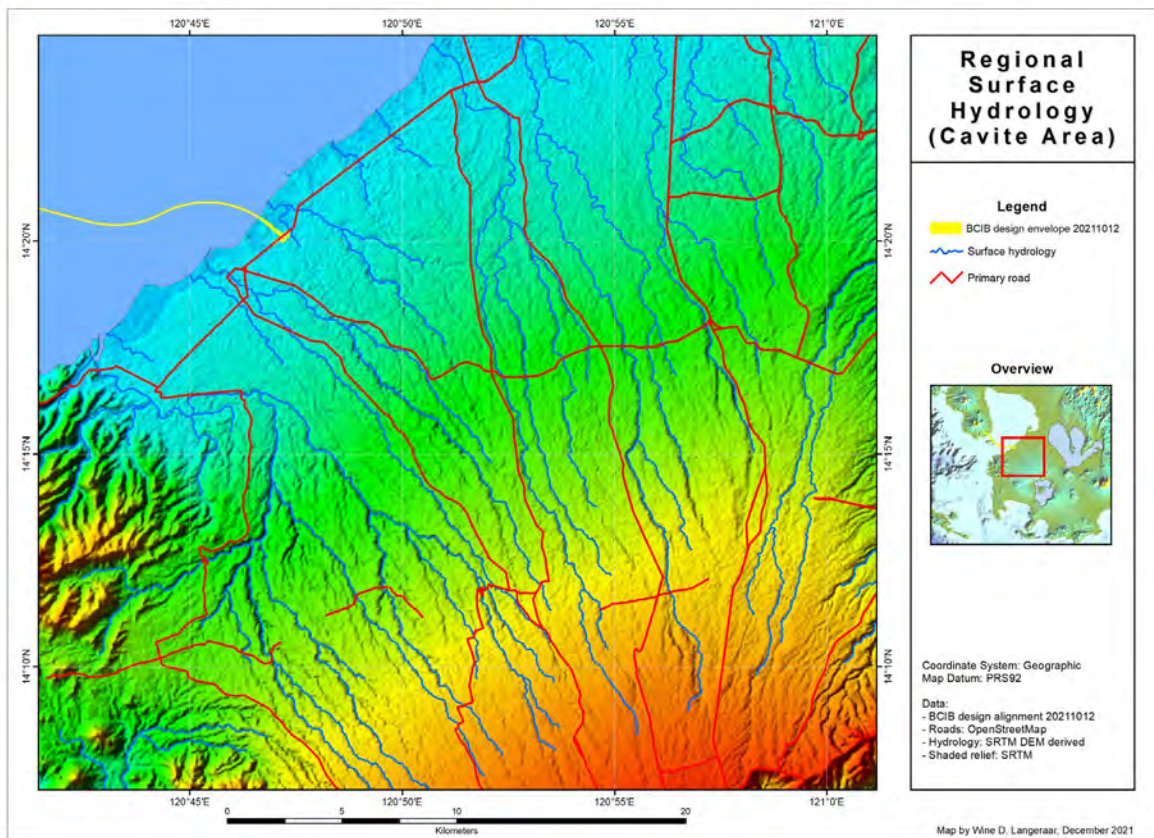 120°45'E 120°50'E 120°55'E 121°0'E
14°20'N 14°20'N
14°15'N 14°15'N
14°10'N 14°10'N
120°45'E 120°50'E 120°55'E 121°0'E
0 5 10 20
Kilometers
Regional
Surface
Hydrology
(Cavite Area)
Legend
BCIB design envelope 20211012
Surface hydrology
Primary road
Overview
Coordinate System: Geographic
Map Datum: PRS92
Data:
- BCIB design alignment 20211012
- Roads: OpenStreetMap
- Hydrology: SRTM DEM derived
- Shaded relief: SRTM
Map by Wine D. Langeraar, December 2021